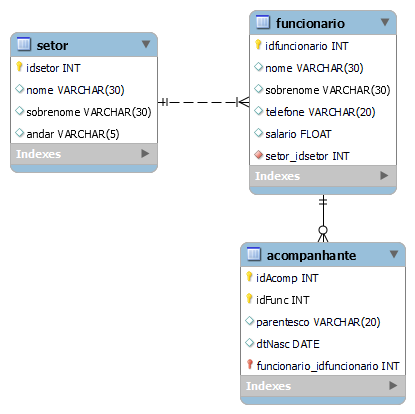 setor
idsetor INT
nome VARCHAR(30)
sobrenome VARCHAR(30)
andar VARCHAR(5)
Indexes
funcionario
idfuncionario INT
nome VARCHAR(30)
sobrenome VARCHAR(30)
telefone VARCHAR(20)
salario FLOAT
setor_idsetor INT
Indexes
acompanhante
idAcomp INT
idFunc INT
parentesco VARCHAR(20)
dtNasc DATE
funcionario_idfuncionario INT
Indexes